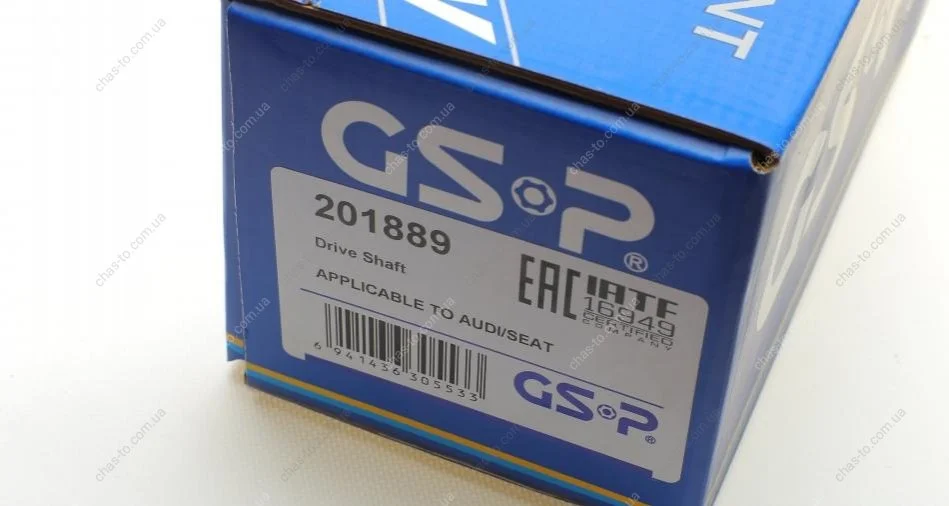 NT
GSP®
201889
Drive Shaft
APPLICABLE TO AUDI/SEAT
EAC
IATF
16949
CERTIFIED
COMPANY
6 941436 305533
GSP®
chas-to.com.ua